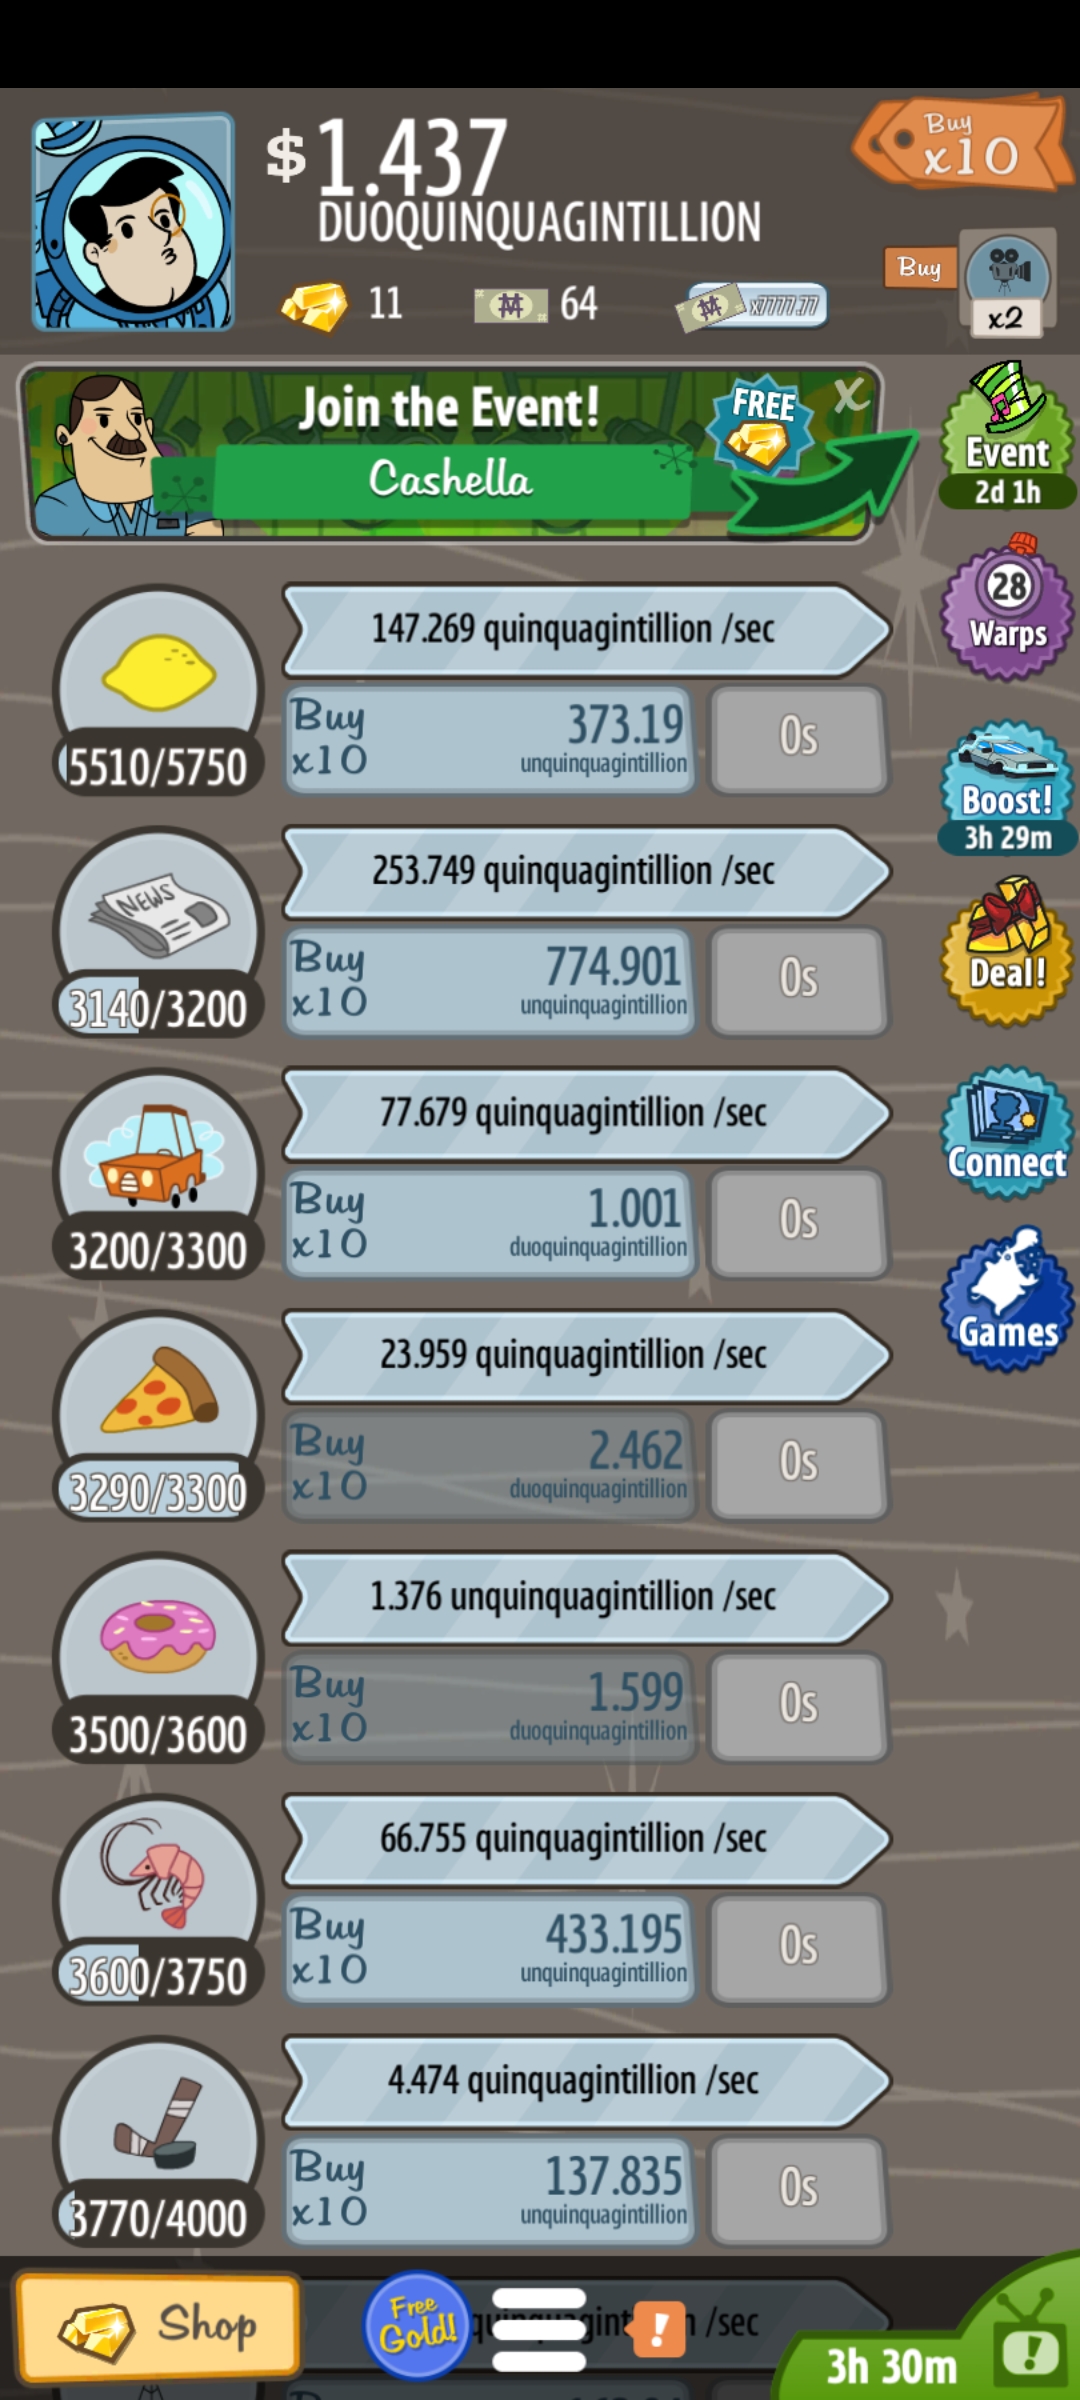 $1.437
DUOQUINQUAGINTILLION
Buy
x10
11
64
x7777.77
Buy
x2
Join the Event!
Cashella
FREE
X
Event
2d 1h
28
Warps
Boost!
3h 29m
Deal!
Connect
Games
147.269 quinquagintillion /sec
5510/5750
Buy
x10
373.19
unquinquagintillion
0s
253.749 quinquagintillion /sec
NEWS
3140/3200
Buy
x10
774.901
unquinquagintillion
0s
77.679 quinquagintillion /sec
3200/3300
Buy
x10
1.001
duoquinquagintillion
0s
23.959 quinquagintillion /sec
3290/3300
Buy
x10
2.462
duoquinquagintillion
0s
1.376 unquinquagintillion /sec
3500/3600
Buy
x10
1.599
duoquinquagintillion
0s
66.755 quinquagintillion /sec
3600/3750
Buy
x10
433.195
unquinquagintillion
0s
4.474 quinquagintillion /sec
3770/4000
Buy
x10
137.835
unquinquagintillion
0s
Shop
Free
Gold!
!
/sec
3h 30m
!
Buy